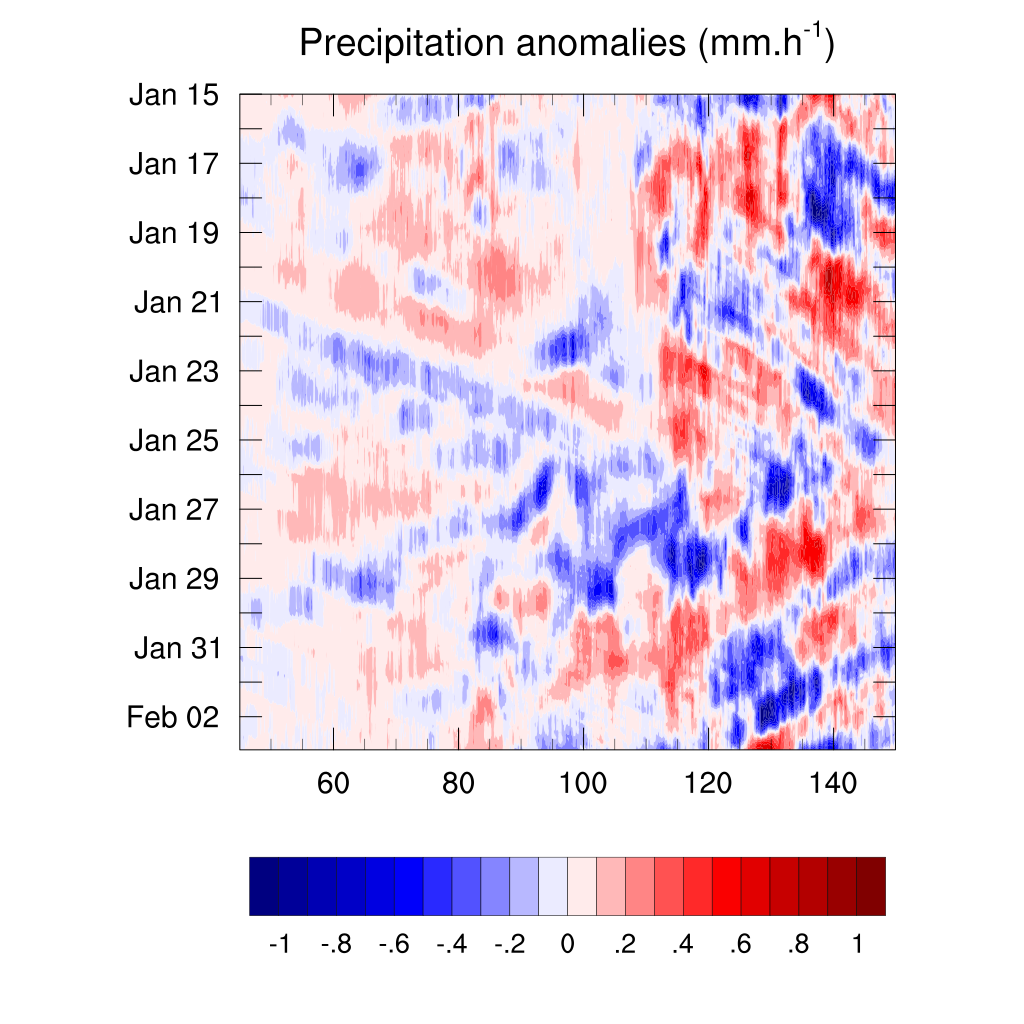 Precipitation anomalies (mm.h⁻¹)
Jan 15
Jan 17
Jan 19
Jan 21
Jan 23
Jan 25
Jan 27
Jan 29
Jan 31
Feb 02
60 80 100 120 140
-1 -.8 -.6 -.4 -.2 0 .2 .4 .6 .8 1